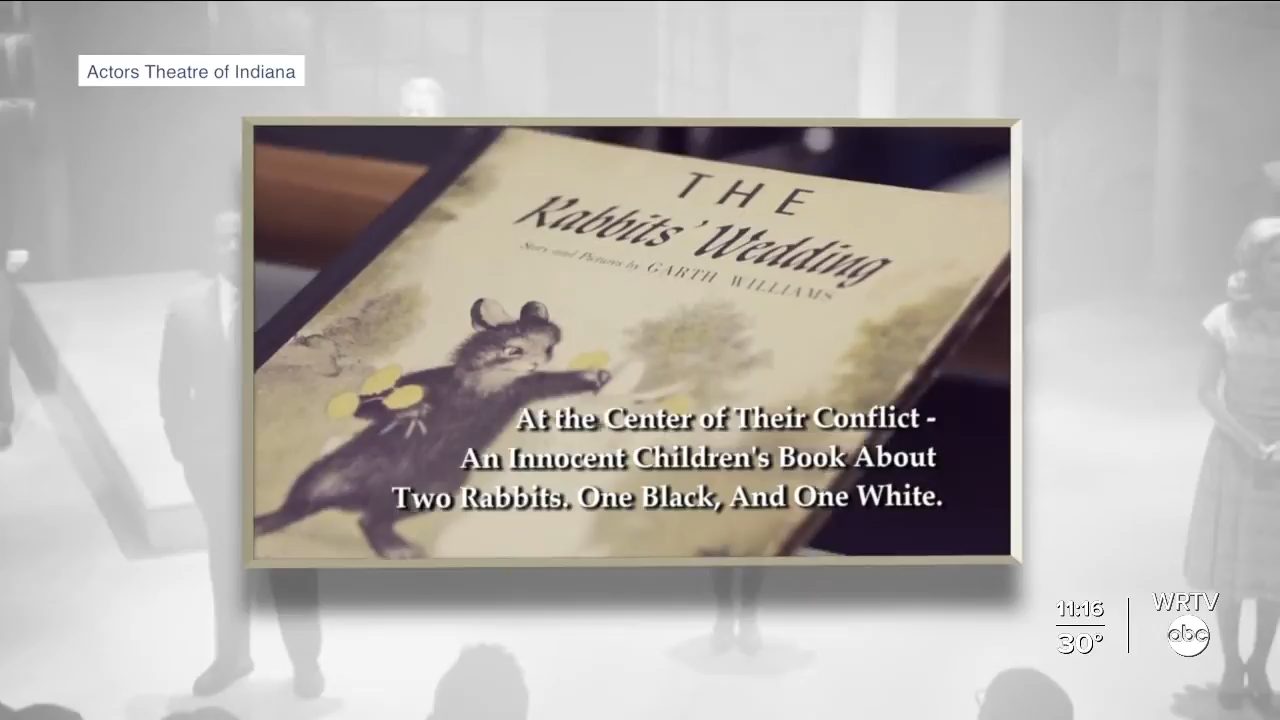 Actors Theatre of Indiana
THE
Rabbits' Wedding
Story and Pictures by GARTH WILLIAMS
At the Center of Their Conflict -
An Innocent Children's Book About
Two Rabbits. One Black, And One White.
11:16
30°
WRTV
abc